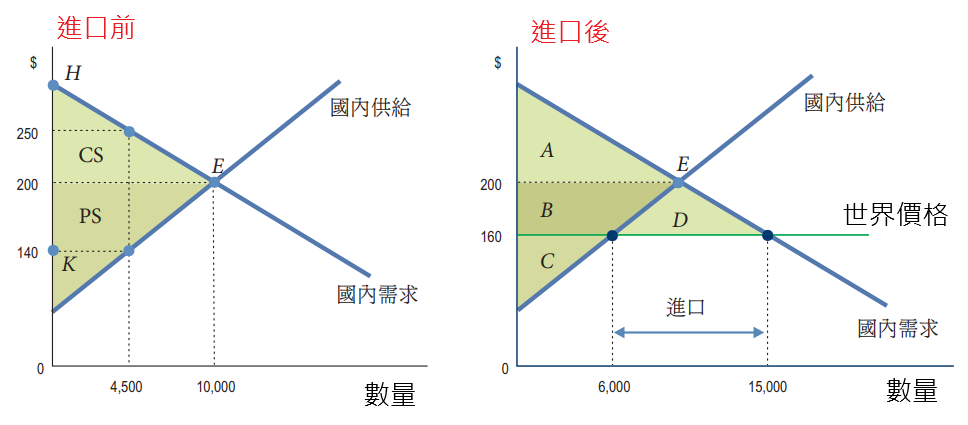 進口前
$
H
國內供給
250
CS
E
200
PS
140
K
國內需求
0
4,500
10,000
數量
進口後
$
國內供給
A
E
200
B
世界價格
D
160
C
進口
國內需求
0
6,000
15,000
數量